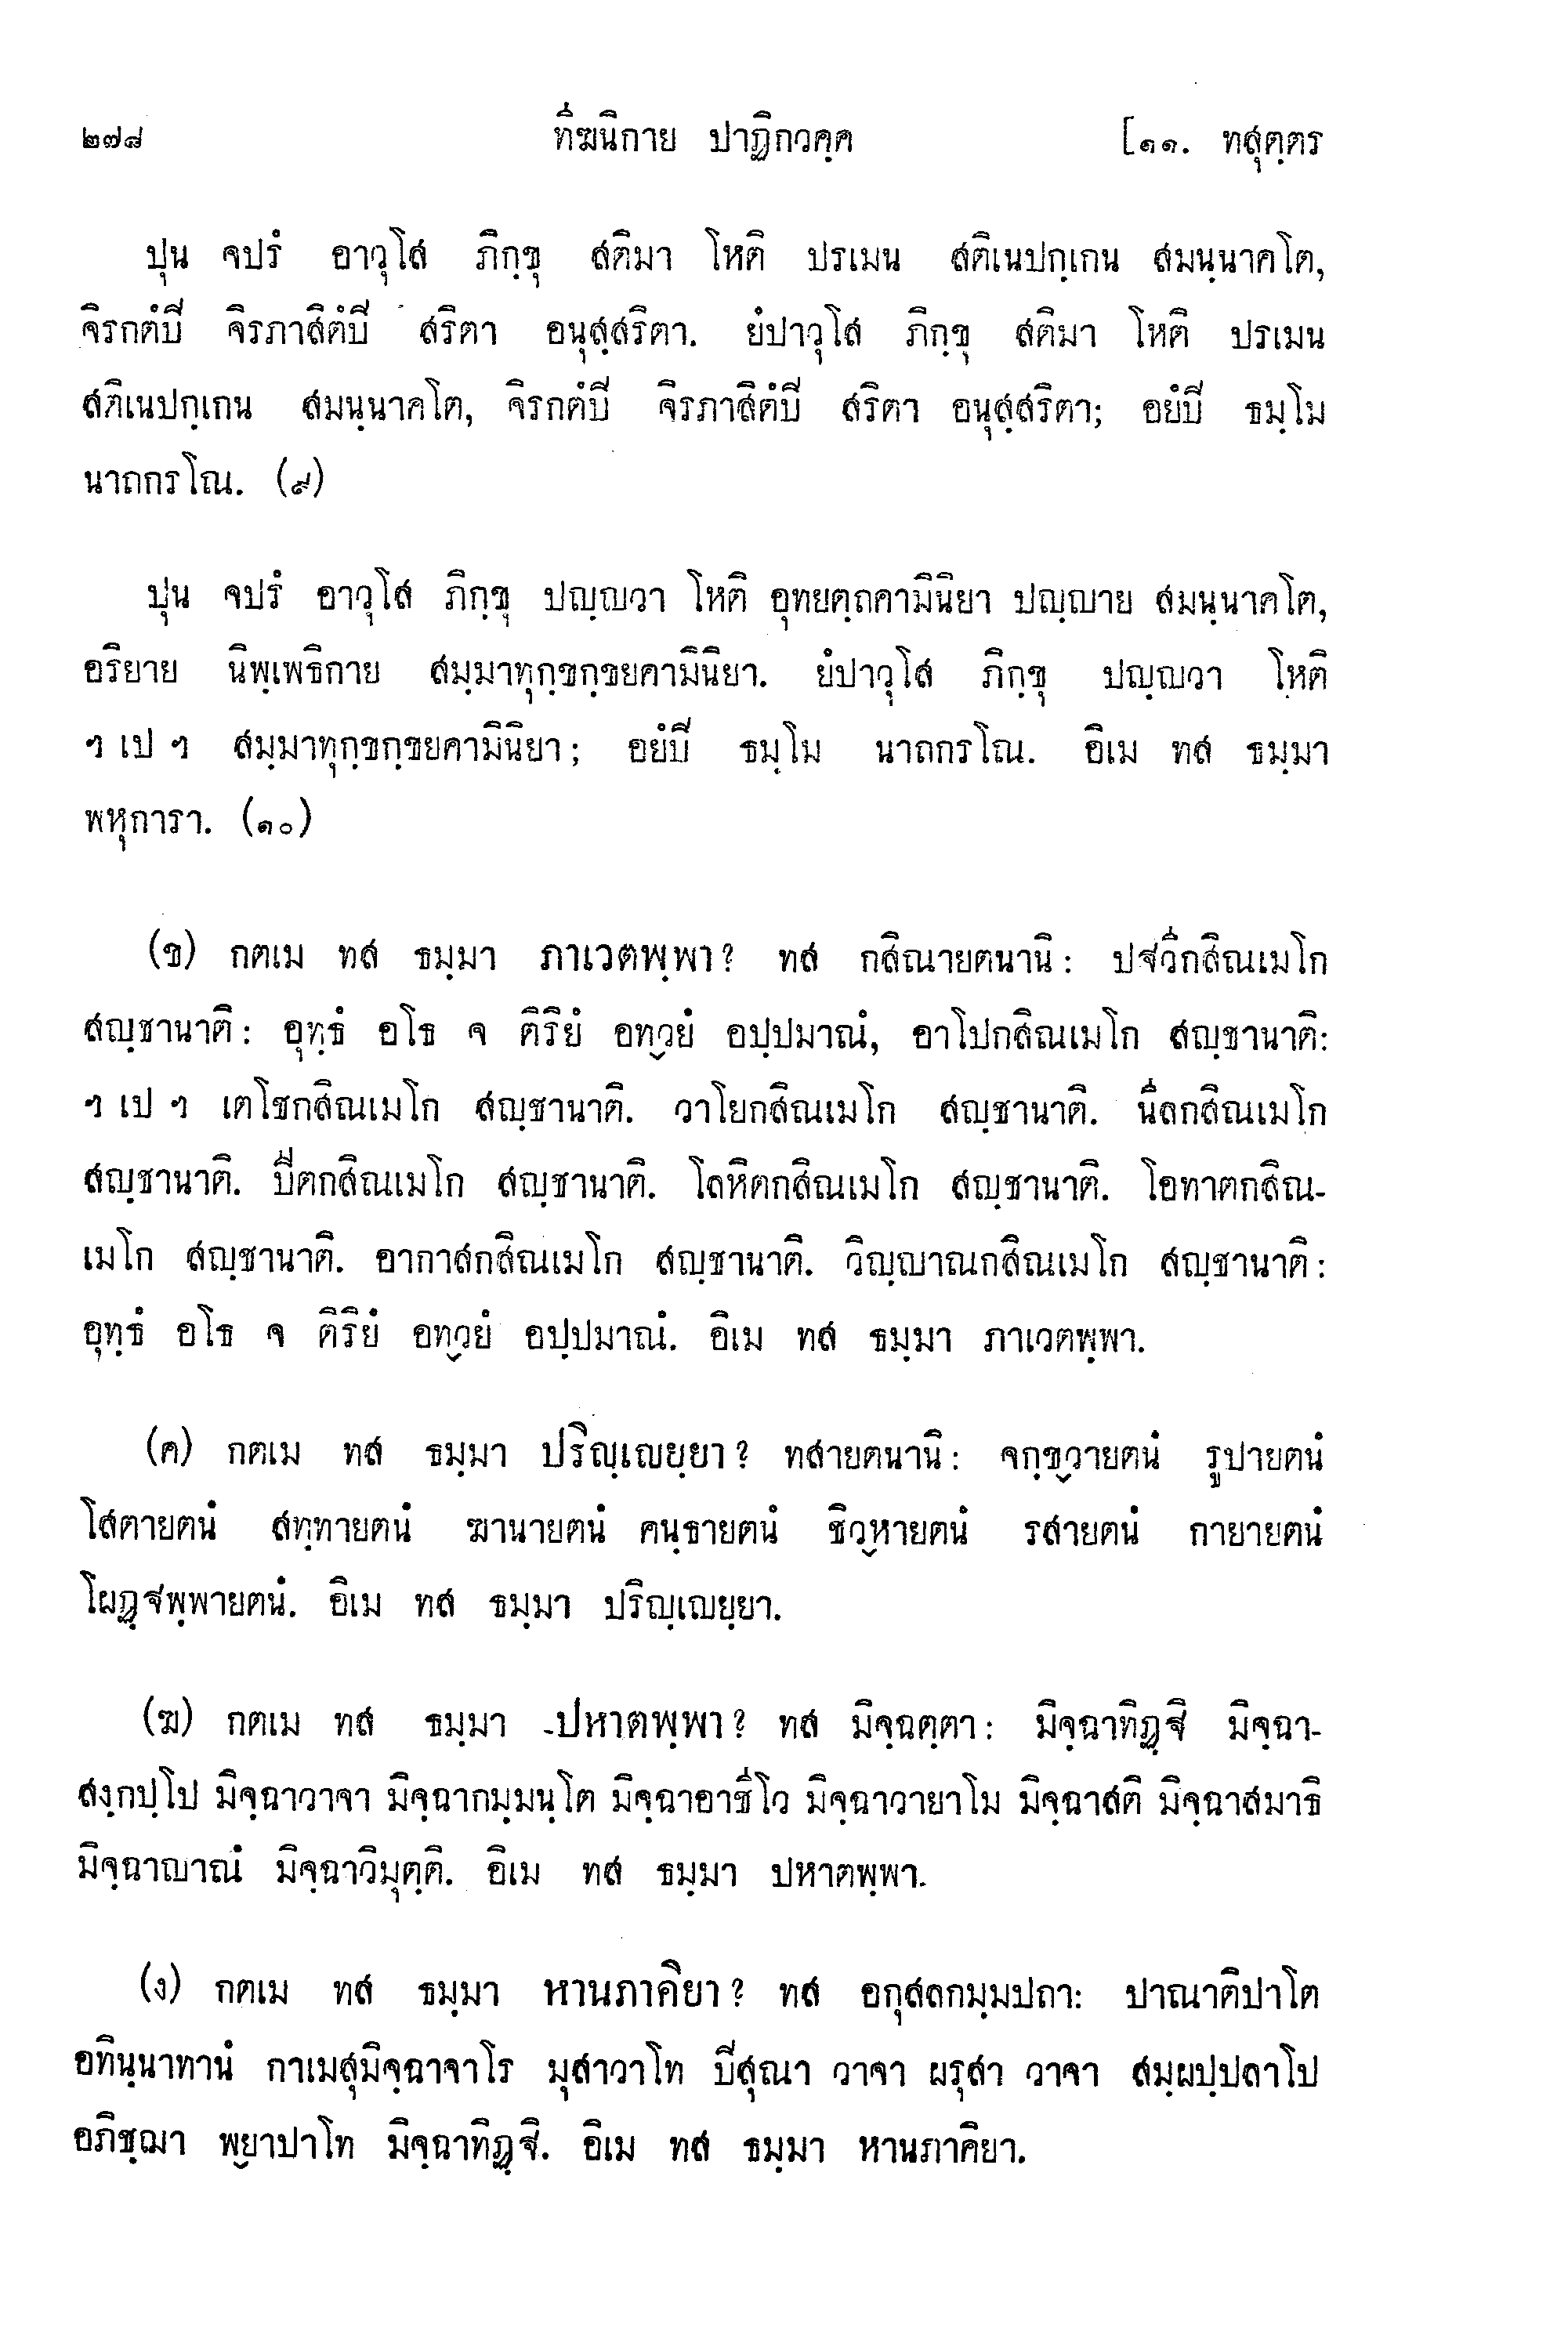 ๒๗๘ ทีฆนิกาย ปาฏิกวคฺค [๑๑. ทสุตฺตร
ปุน จปรํ อาวุโส ภิกฺขุ สติมา โหติ ปรเมน สติเนปกฺเกน สมนฺนาคโต,
จิรกตํปิ จิรภาสิตํปิ สริตา อนุสฺสริตา. ยํปาวุโส ภิกฺขุ สติมา โหติ ปรเมน
สติเนปกฺเกน สมนฺนาคโต, จิรกตํปิ จิรภาสิตํปิ สริตา อนุสฺสริตา; อยํปิ ธมฺโม
นาถกรโณ. (๙)
ปุน จปรํ อาวุโส ภิกฺขุ ปญฺญวา โหติ อุทยตฺถคามินิยา ปญฺญาย สมนฺนาคโต,
อริยาย นิพฺเพธิกาย สมฺมาทุกฺขกฺขยคามินิยา. ยํปาวุโส ภิกฺขุ ปญฺญวา โหติ
ๆ เป ๆ สมฺมาทุกฺขกฺขยคามินิยา; อยํปิ ธมฺโม นาถกรโณ. อิเม ทส ธมฺมา
พหุการา. (๑๐)
(ข) กตเม ทส ธมฺมา ภาเวตพฺพา? ทส กสิณายตนานิ: ปฐวีกสิณเมโก
สญฺชานาติ: อุทฺธํ อโธ จ ติริยํ อทฺวยํ อปฺปมาณํ, อาโปกสิณเมโก สญฺชานาติ:
ๆ เป ๆ เตโชกสิณเมโก สญฺชานาติ. วาโยกสิณเมโก สญฺชานาติ. นีลกสิณเมโก
สญฺชานาติ. ปีตกสิณเมโก สญฺชานาติ. โลหิตกสิณเมโก สญฺชานาติ. โอทาตกสิณ-
เมโก สญฺชานาติ. อากาสกสิณเมโก สญฺชานาติ. วิญฺญาณกสิณเมโก สญฺชานาติ:
อุทฺธํ อโธ จ ติริยํ อทฺวยํ อปฺปมาณํ. อิเม ทส ธมฺมา ภาเวตพฺพา.
(ค) กตเม ทส ธมฺมา ปริญฺเญยฺยา? ทสายตนานิ: จกฺขฺวายตนํ รูปายตนํ
โสตายตนํ สทฺทายตนํ ฆานายตนํ คนฺธายตนํ ชิวฺหายตนํ รสายตนํ กายายตนํ
โผฏฺฐพฺพายตนํ. อิเม ทส ธมฺมา ปริญฺเญยฺยา.
(ฆ) กตเม ทส ธมฺมา ปหาตพฺพา? ทส มิจฺฉตฺตา: มิจฺฉาทิฏฺฐิ มิจฺฉา-
สงฺกปฺโป มิจฺฉาวาจา มิจฺฉากมฺมนฺโต มิจฺฉาอาชีโว มิจฺฉาวายาโม มิจฺฉาสติ มิจฺฉาสมาธิ
มิจฺฉาญาณํ มิจฺฉาวิมุตฺติ. อิเม ทส ธมฺมา ปหาตพฺพา.
(ง) กตเม ทส ธมฺมา หานภาคิยา? ทส อกุสลกมฺมปถา: ปาณาติปาโต
อทินฺนาทานํ กาเมสุมิจฺฉาจาโร มุสาวาโท ปิสุณา วาจา ผรุสา วาจา สมฺผปฺปลาโป
อภิชฺฌา พฺยาปาโท มิจฺฉาทิฏฺฐิ. อิเม ทส ธมฺมา หานภาคิยา.